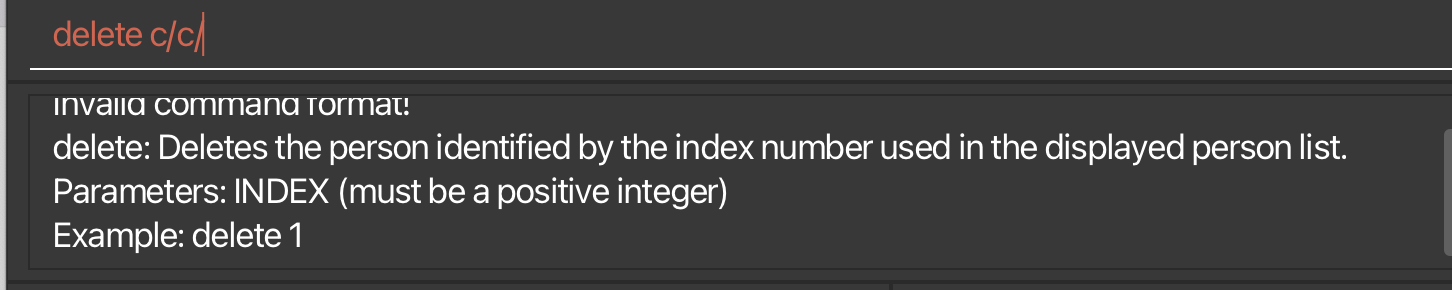 delete c/c/
Invalid command format!
delete: Deletes the person identified by the index number used in the displayed person list.
Parameters: INDEX (must be a positive integer)
Example: delete 1